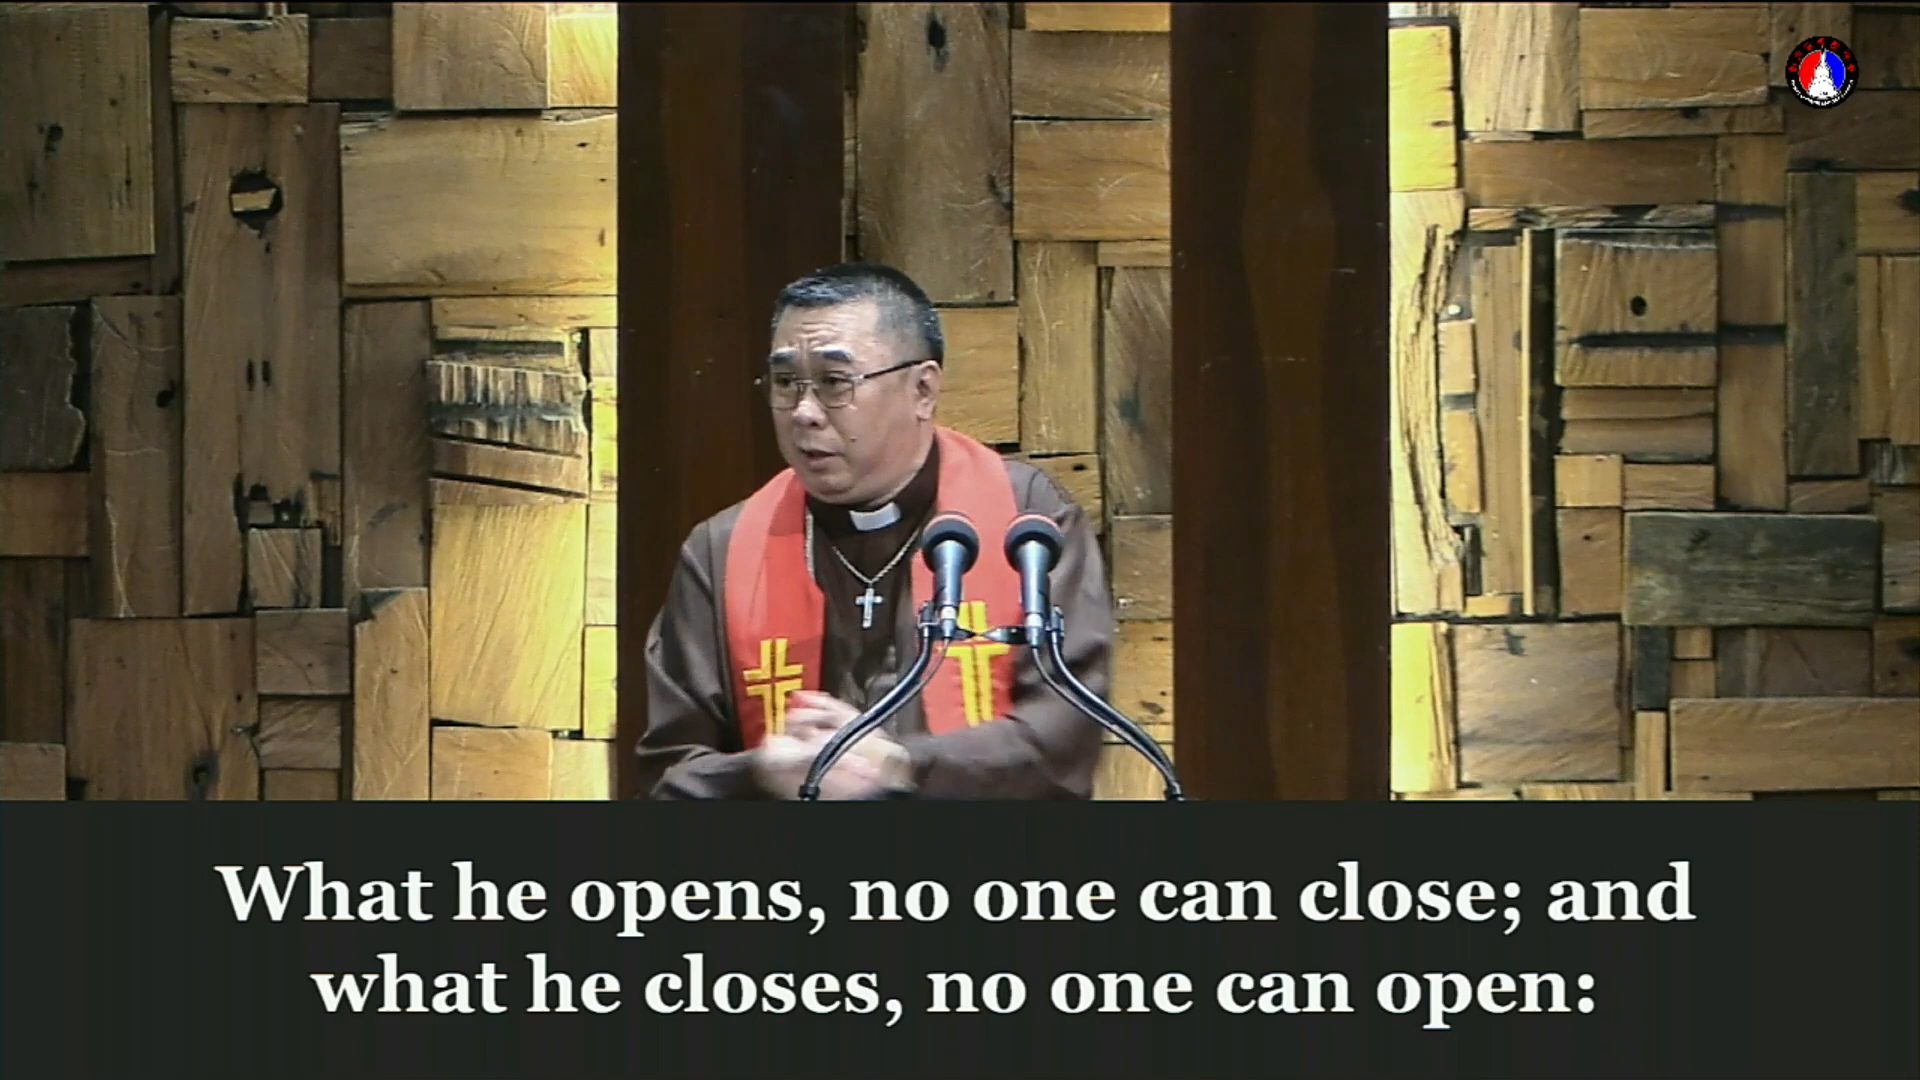 What he opens, no one can close; and
what he closes, no one can open: